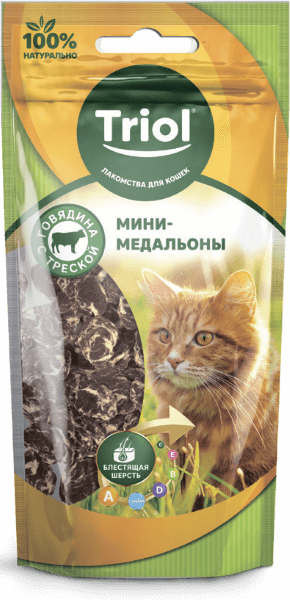 100%
НАТУРАЛЬНО
Triol®
ЛАКОМСТВА ДЛЯ КОШЕК
ГОВЯДИНА
С ТРЕСКОЙ
МИНИ-
МЕДАЛЬОНЫ
БЛЕСТЯЩАЯ
ШЕРСТЬ
C
E
B
D
A